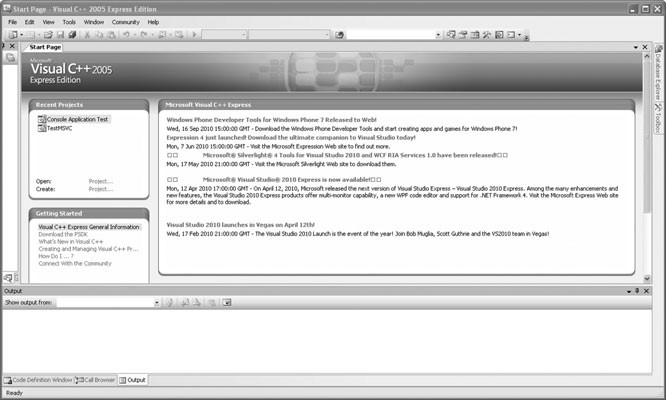 Start Page - Visual C++ 2005 Express Edition
File Edit View Tools Window Community Help
Start Page
Microsoft
Visual C++ 2005
Express Edition
Recent Projects
Console Application Test
TestMSVC
Open: Project...
Create: Project...
Getting Started
Visual C++ Express General Information
Download the PSDK
What's New in Visual C++
Creating and Managing Visual C++ Pr...
How Do I ... ?
Connect With the Community
Microsoft Visual C++ Express
Windows Phone Developer Tools for Windows Phone 7 Released to Web!
Wed, 16 Sep 2010 15:00:00 GMT - Download the Windows Phone Developer Tools and start creating apps and games for Windows Phone 7!
Expression 4 just launched! Download the ultimate companion to Visual Studio today!
Mon, 7 Jun 2010 15:00:00 GMT - Visit the Microsoft Expression Web site to find out more.
□□ Microsoft® Silverlight® 4 Tools for Visual Studio 2010 and WCF RIA Services 1.0 have been released!□□
Mon, 17 May 2010 21:00:00 GMT - Visit the Microsoft Silverlight Web site to download them.
□□ Microsoft® Visual Studio® 2010 Express is now available!□□
Mon, 12 Apr 2010 17:00:00 GMT - On April 12, 2010, Microsoft released the next version of Visual Studio Express – Visual Studio 2010 Express. Among the many enhancements and
new features, the Visual Studio 2010 Express products offer multi-monitor capability, a new WPF code editor and support for .NET Framework 4. Visit the Microsoft Express Web site
for more details and to download.
Visual Studio 2010 launches in Vegas on April 12th!
Wed, 17 Feb 2010 21:00:00 GMT - The Visual Studio 2010 Launch is the event of the year! Join Bob Muglia, Scott Guthrie and the VS2010 team in Vegas!
Database Explorer
Toolbox
Output
Show output from:
Code Definition Window
Call Browser
Output
Ready